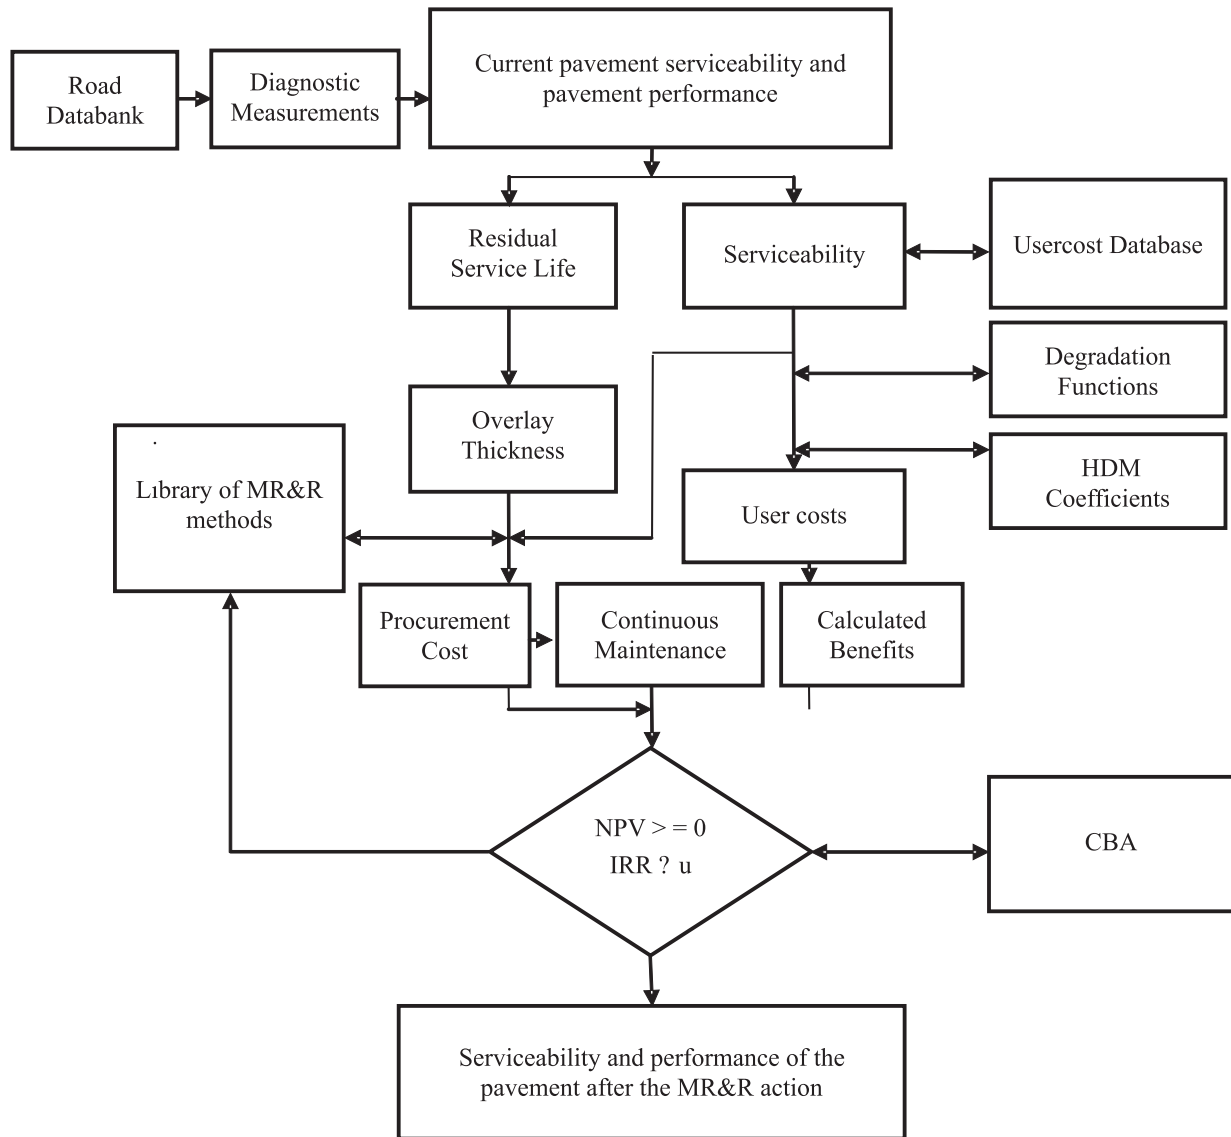 Road
Databank
Diagnostic
Measurements
Current pavement serviceability and
pavement performance
Residual
Service Life
Serviceability
Usercost Database
Degradation
Functions
Overlay
Thickness
HDM
Coefficients
Library of MR&R
methods
User costs
Procurement
Cost
Continuous
Maintenance
Calculated
Benefits
NPV > = 0
IRR ? u
CBA
Serviceability and performance of the
pavement after the MR&R action